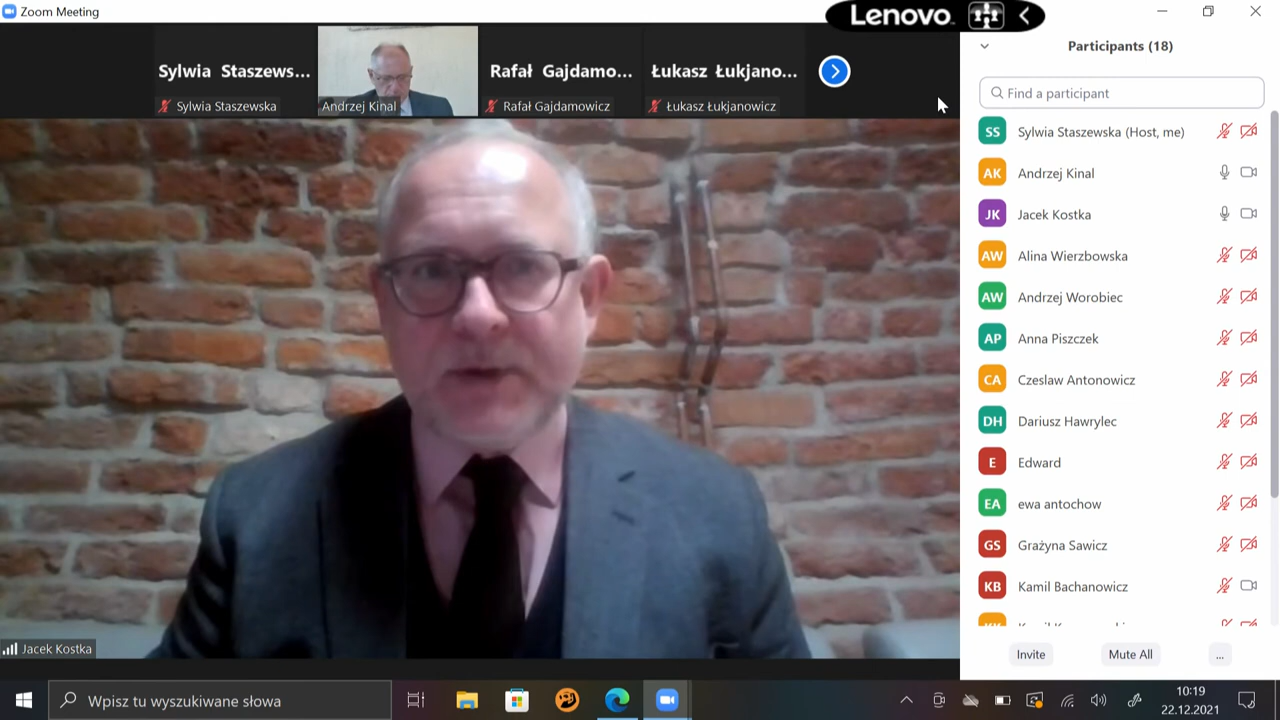 Zoom Meeting
Lenovo
Sylwia Staszews...
Rafał Gajdamo...
Łukasz Łukjano...
Sylwia Staszewska
Andrzej Kinal
Rafał Gajdamowicz
Łukasz Łukjanowicz
Jacek Kostka
Participants (18)
Find a participant
SS Sylwia Staszewska (Host, me)
AK Andrzej Kinal
JK Jacek Kostka
AW Alina Wierzbowska
AW Andrzej Worobiec
AP Anna Piszczek
CA Czeslaw Antonowicz
DH Dariusz Hawrylec
E Edward
EA ewa antochow
GS Grażyna Sawicz
KB Kamil Bachanowicz
Invite
Mute All
...
Wpisz tu wyszukiwane słowa
10:19
22.12.2021